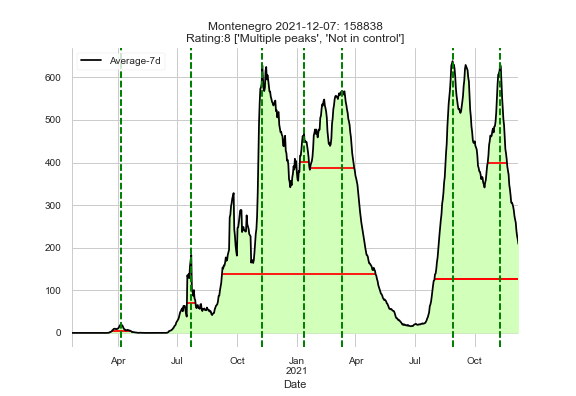 Montenegro 2021-12-07: 158838
Rating:8 ['Multiple peaks', 'Not in control']
Average-7d
600
500
400
300
200
100
0
Apr Jul Oct Jan Apr Jul Oct
2021
Date